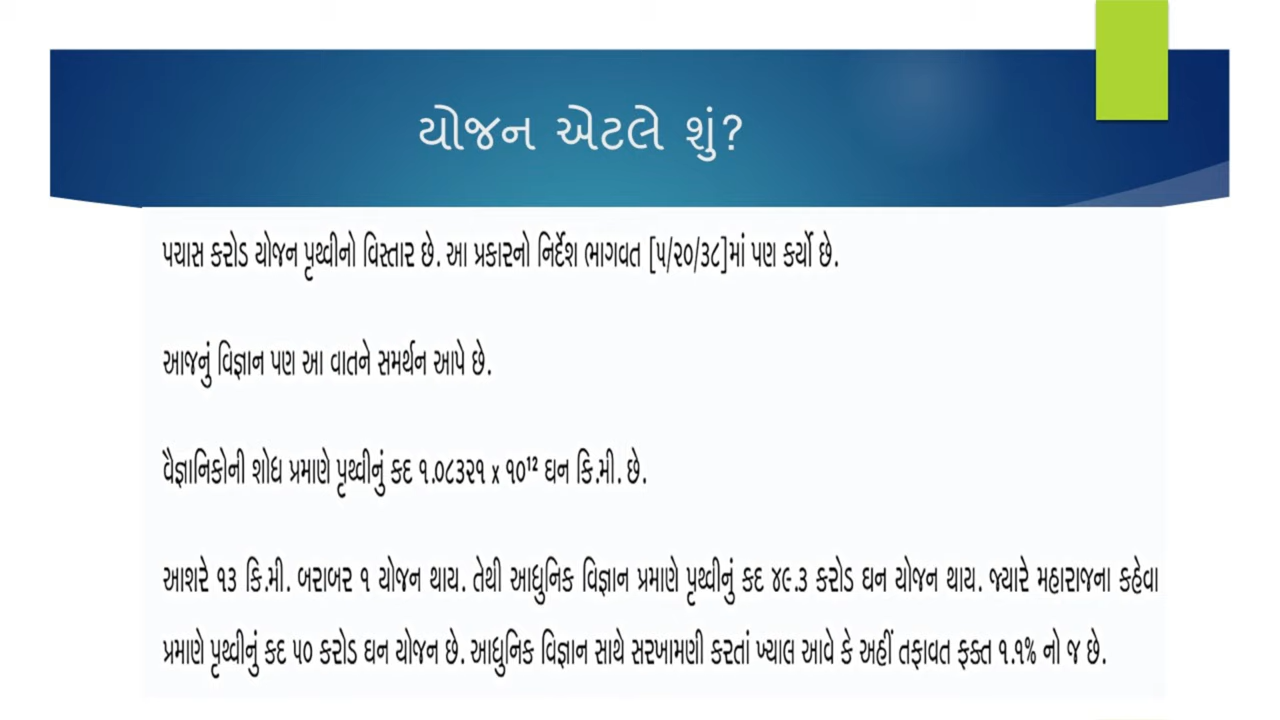 યોજન એટલે શું?
પચાસ કરોડ યોજન પૃથ્વીનો વિસ્તાર છે. આ પ્રકારનો નિર્દેશ ભાગવત [૫/૨૦/૩૮]માં પણ કર્યો છે.
આજનું વિજ્ઞાન પણ આ વાતને સમર્થન આપે છે.
વૈજ્ઞાનિકોની શોધ પ્રમાણે પૃથ્વીનું કદ ૧.૦૮૩૨૧ x ૧૦¹² ઘન કિ.મી. છે.
આશરે ૧૩ કિ.મી. બરાબર ૧ યોજન થાય. તેથી આધુનિક વિજ્ઞાન પ્રમાણે પૃથ્વીનું કદ ૪૯.૩ કરોડ ઘન યોજન થાય. જ્યારે મહારાજના કહેવા
પ્રમાણે પૃથ્વીનું કદ ૫૦ કરોડ ઘન યોજન છે. આધુનિક વિજ્ઞાન સાથે સરખામણી કરતાં ખ્યાલ આવે કે અહીં તફાવત ફક્ત ૧.૧% નો જ છે.